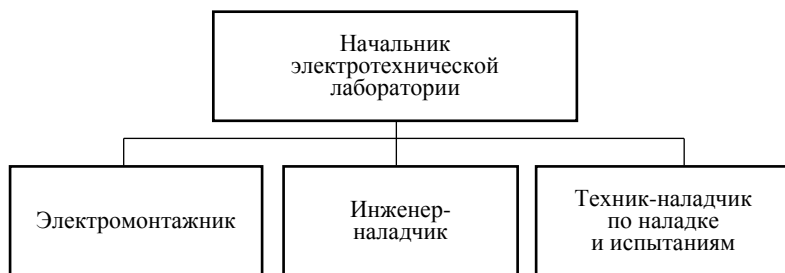 Начальник
электротехнической
лаборатории
Электромонтажник
Инженер-
наладчик
Техник-наладчик
по наладке
и испытаниям